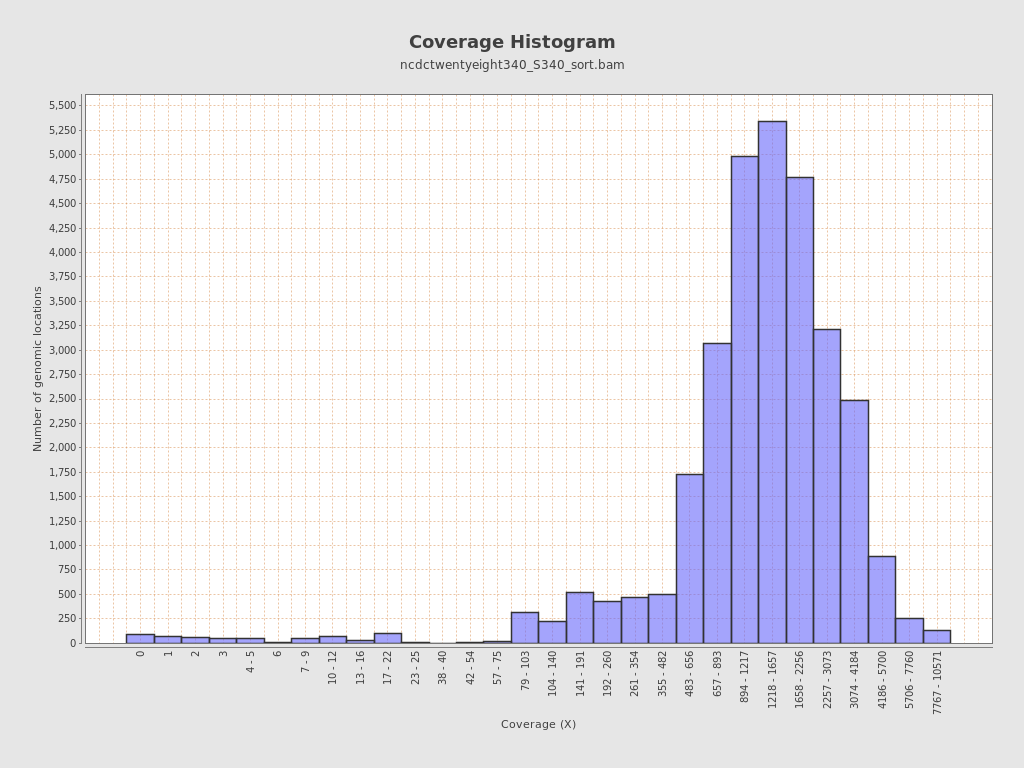 Coverage Histogram
ncdctwentyeight340_S340_sort.bam
Number of genomic locations
5,500
5,250
5,000
4,750
4,500
4,250
4,000
3,750
3,500
3,250
3,000
2,750
2,500
2,250
2,000
1,750
1,500
1,250
1,000
750
500
250
0
0
1
2
3
4 - 5
6
7 - 9
10 - 12
13 - 16
17 - 22
23 - 25
38 - 40
42 - 54
57 - 75
79 - 103
104 - 140
141 - 191
192 - 260
261 - 354
355 - 482
483 - 656
657 - 893
894 - 1217
1218 - 1657
1658 - 2256
2257 - 3073
3074 - 4184
4186 - 5700
5706 - 7760
7767 - 10571
Coverage (X)